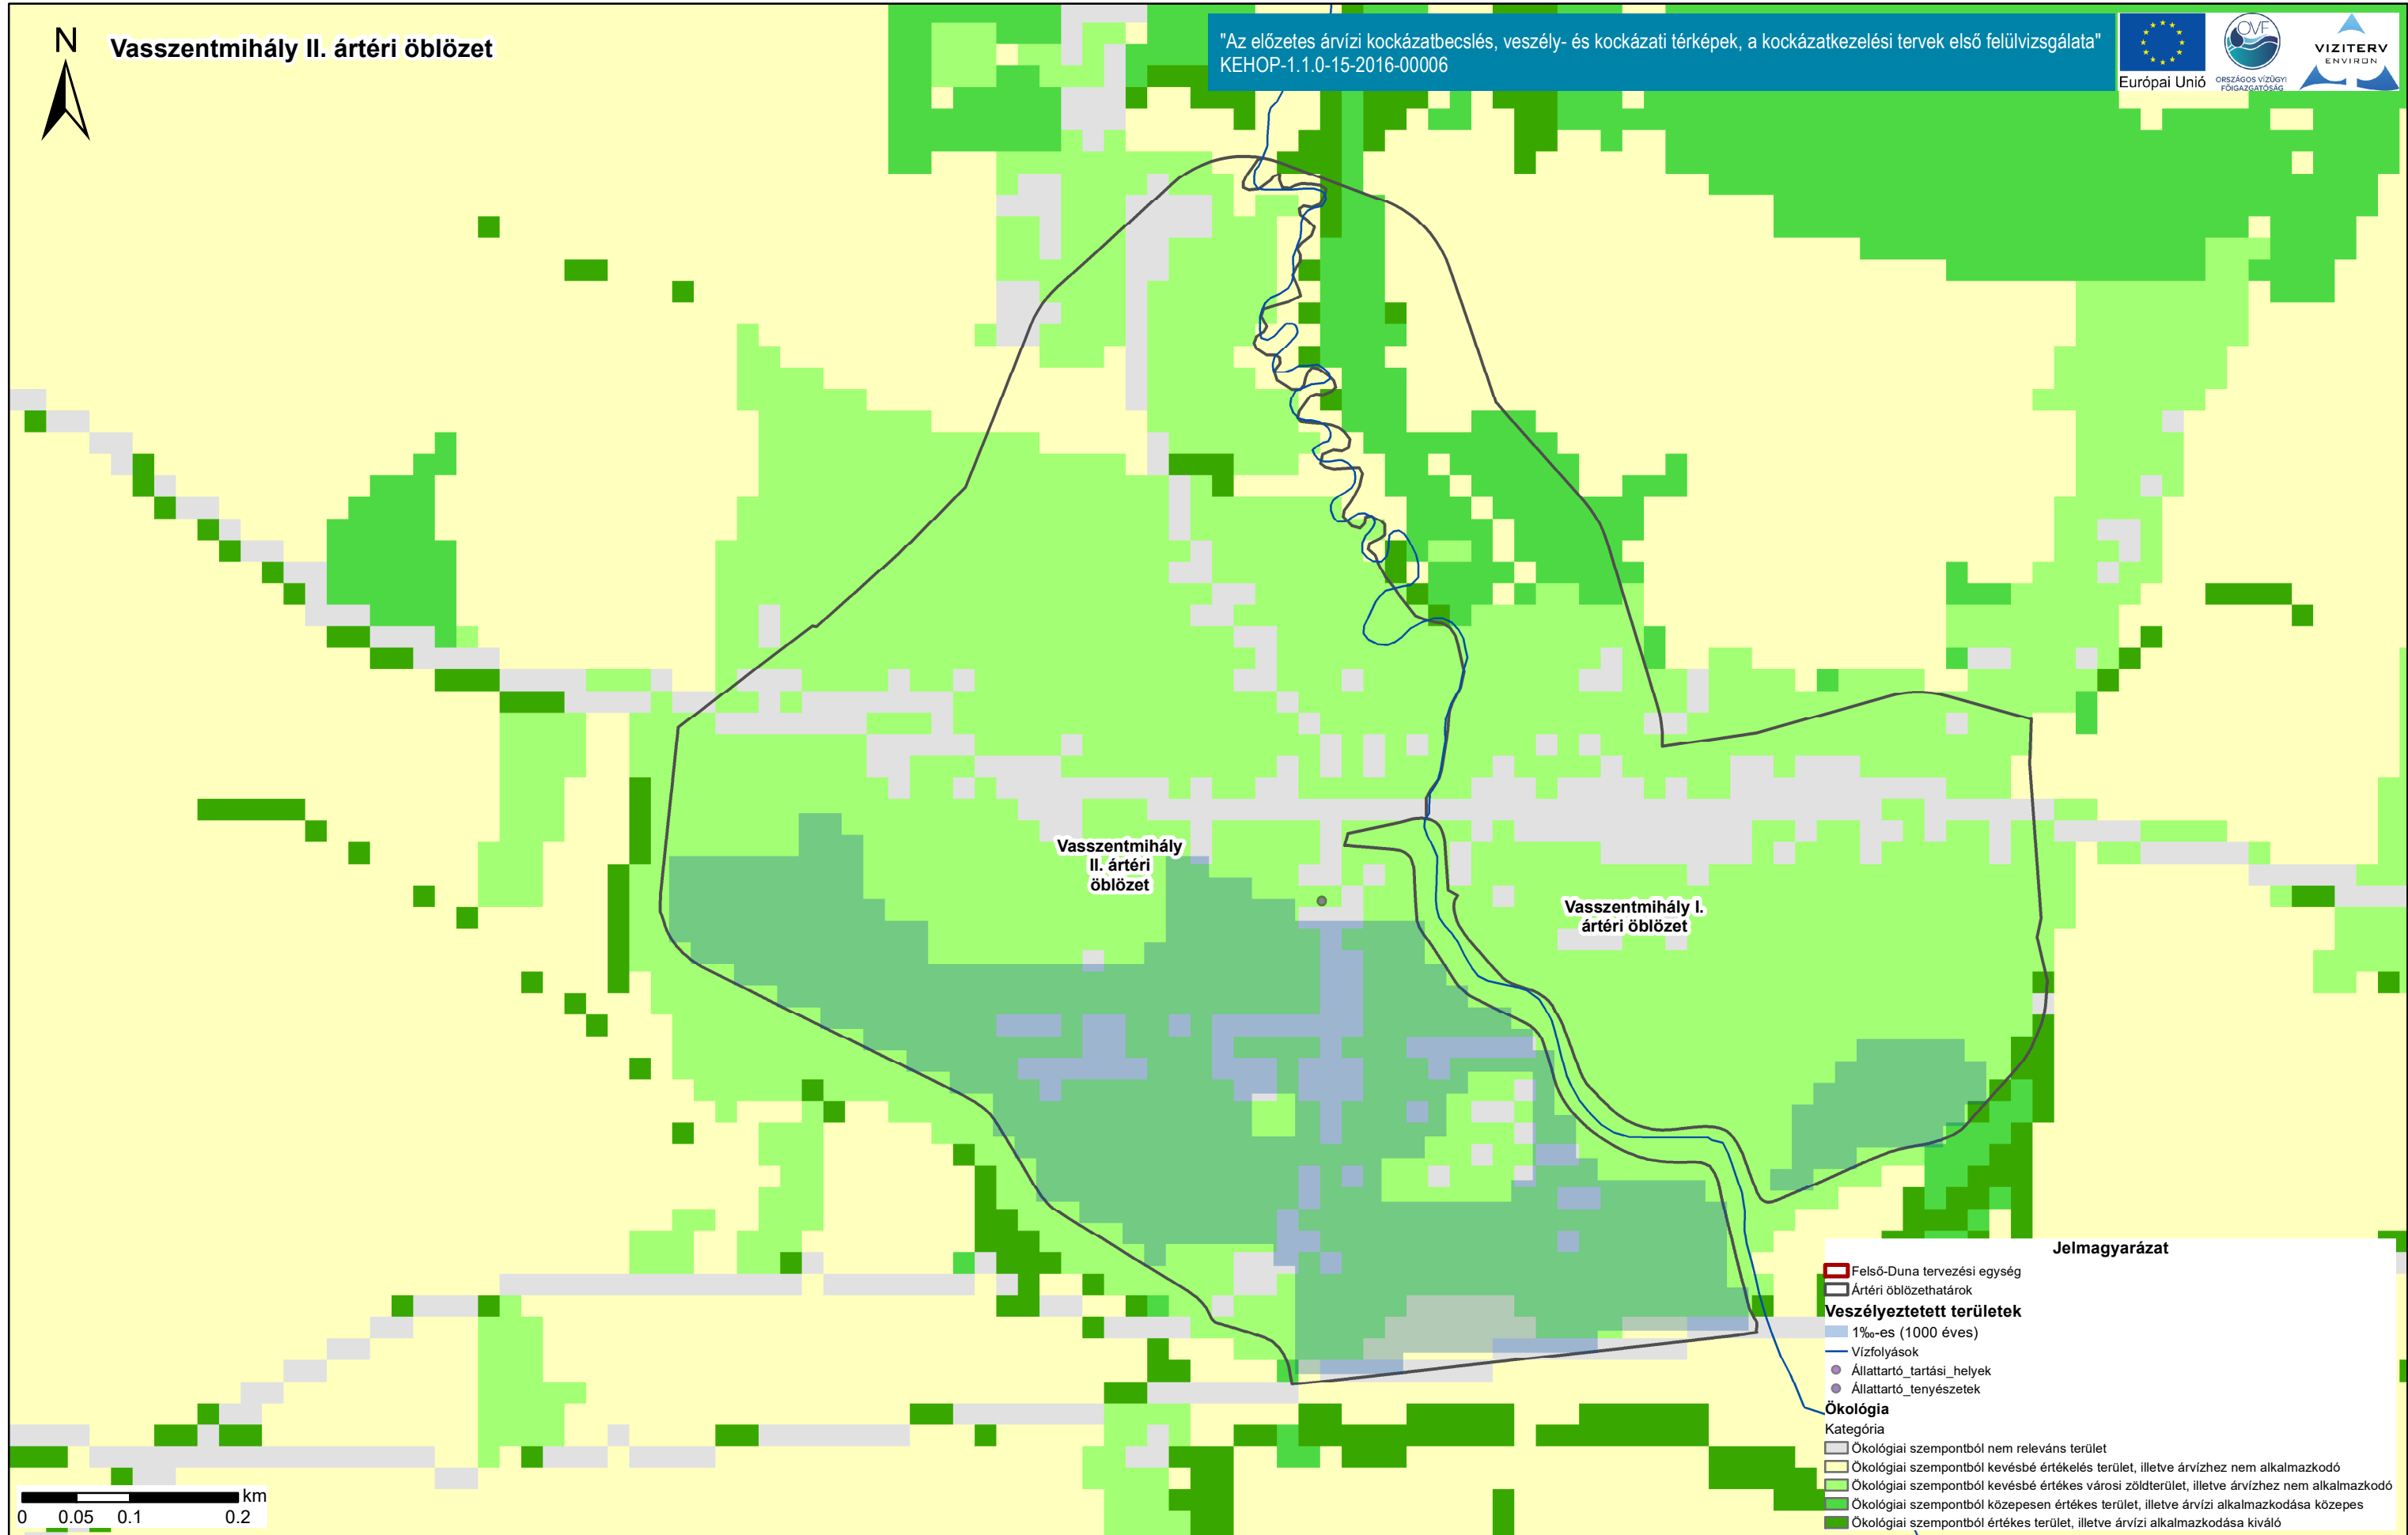 N
Vasszentmihály II. ártéri öblözet
"Az előzetes árvízi kockázatbecslés, veszély- és kockázati térképek, a kockázatkezelési tervek első felülvizsgálata"
KEHOP-1.1.0-15-2016-00006
Európai Unió
OVF
ORSZÁGOS VÍZÜGYI
FŐIGAZGATÓSÁG
VIZITERV
ENVIRON
Vasszentmihály
II. ártéri
öblözet
Vasszentmihály I.
ártéri öblözet
Jelmagyarázat
Felső-Duna tervezési egység
Ártéri öblözethatárok
Veszélyeztetett területek
1‰-es (1000 éves)
Vízfolyások
Állattartó_tartási_helyek
Állattartó_tenyészetek
Ökológia
Kategória
Ökológiai szempontból nem releváns terület
Ökológiai szempontból kevésbé értékelés terület, illetve árvízhez nem alkalmazkodó
Ökológiai szempontból kevésbé értékes városi zöldterület, illetve árvízhez nem alkalmazkodó
Ökológiai szempontból közepesen értékes terület, illetve árvízi alkalmazkodása közepes
Ökológiai szempontból értékes terület, illetve árvízi alkalmazkodása kiváló
km
0 0.05 0.1 0.2